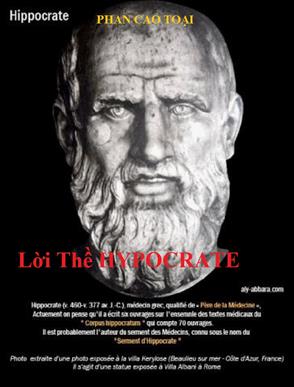 Hippocrate
PHAN CAO TOẠI
Lời Thề HYPOCRATE
aly-abbara.com
Hippocrate (v. 460-v. 377 av. J.-C.), médecin grec, qualifié de « Père de la Médecine »,
Actuement on pense qu'il a écrit six ouvrages sur l'ensemnle des textes médicaux du
" Corpus hippocratum " qui compte 70 ouvrages.
Il est probablement l'auteur du serment des Médecins, connu sous le nom du
"Serment d'Hippocrate "
Photo extraite d'une photo exposée à la villa Kerylose (Beaulieu sur mer - Côte d'Azur, France)
Il s'agit d'une statue exposée à Villa Albani à Rome